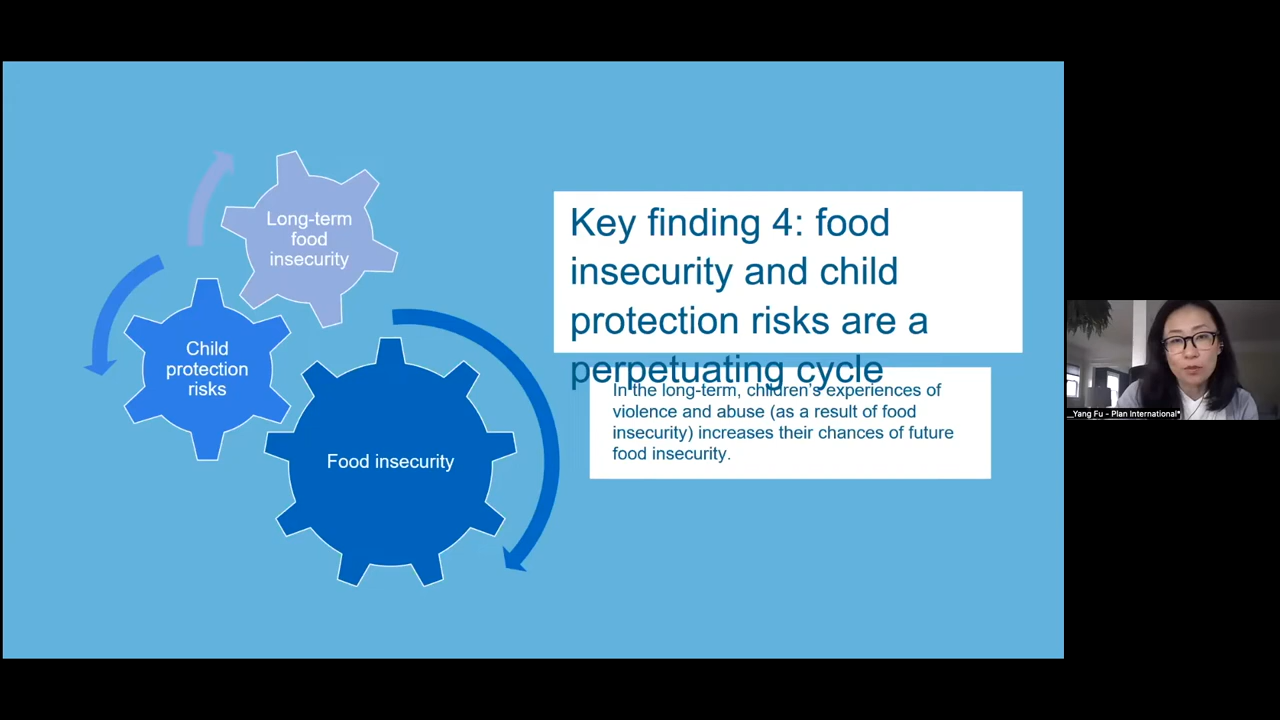 Long-term
food
insecurity
Child
protection
risks
Food insecurity
Key finding 4: food
insecurity and child
protection risks are a
perpetuating cycle
In the long-term, children's experiences of
violence and abuse (as a result of food
insecurity) increases their chances of future
food insecurity.
__Yang Fu - Plan International*